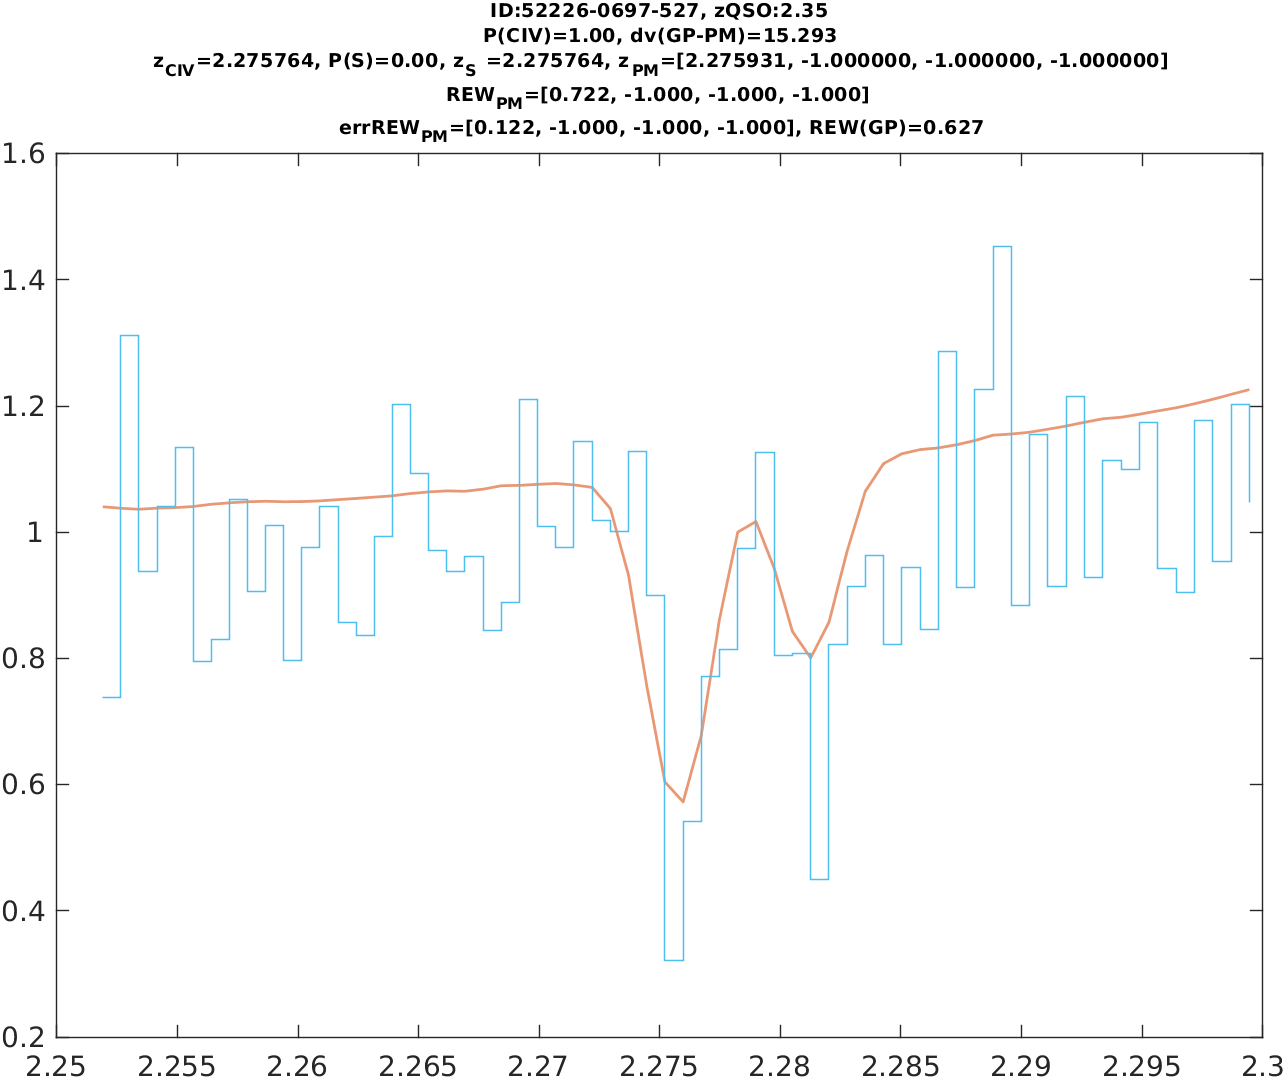 ID:52226-0697-527, zQSO:2.35
P(CIV)=1.00, dv(GP-PM)=15.293
zCIV=2.275764, P(S)=0.00, zS =2.275764, zPM=[2.275931, -1.000000, -1.000000, -1.000000]
REWPM=[0.722, -1.000, -1.000, -1.000]
errREWPM=[0.122, -1.000, -1.000, -1.000], REW(GP)=0.627
1.6
1.4
1.2
1
0.8
0.6
0.4
0.2
2.25 2.255 2.26 2.265 2.27 2.275 2.28 2.285 2.29 2.295 2.3